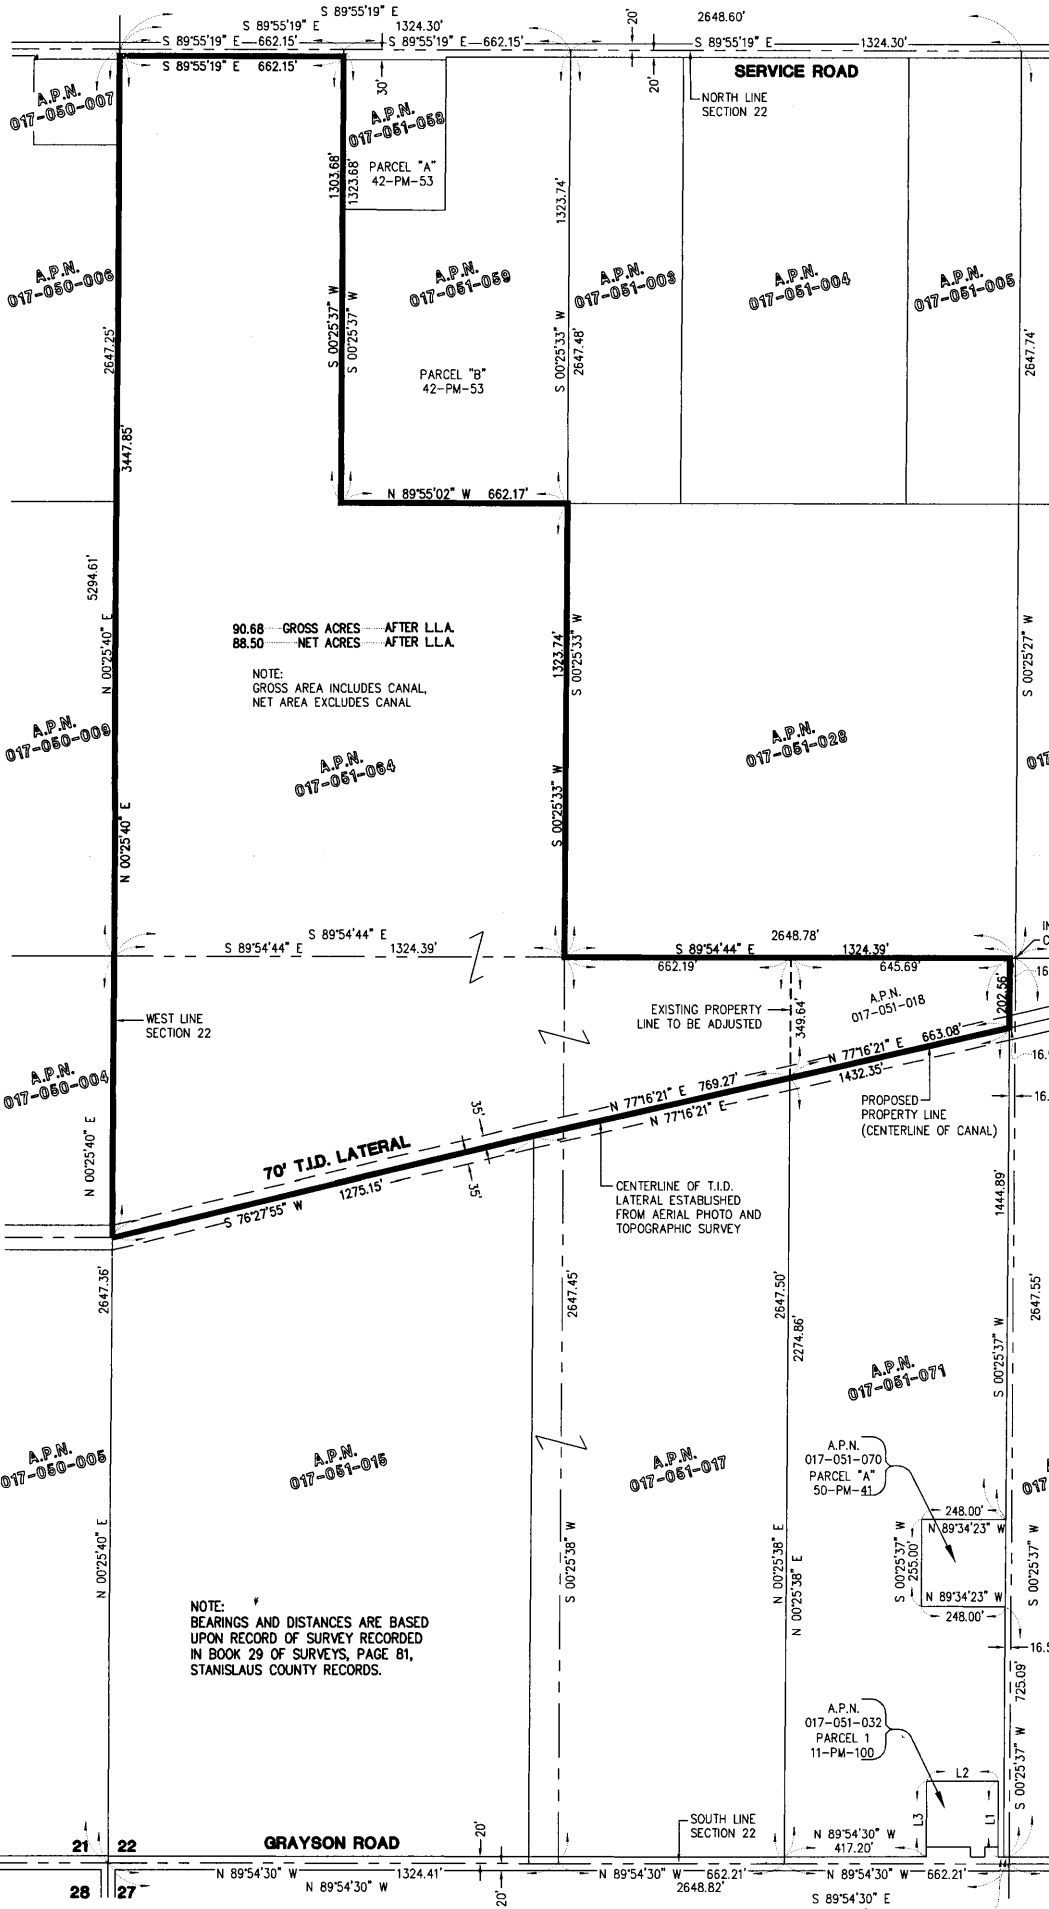 S 89°55'19" E
S 89°55'19" E 1324.30'
2648.60'
20'
S 89°55'19" E 662.15'
S 89°55'19" E 662.15'
S 89°55'19" E 1324.30'
S 89°55'19" E 662.15'
30'
20'
SERVICE ROAD
NORTH LINE
SECTION 22
A.P.N.
017-050-007
A.P.N.
017-051-058
PARCEL "A"
42-PM-53
1303.68'
1323.68'
1323.74'
A.P.N.
017-050-006
A.P.N.
017-051-059
A.P.N.
017-051-003
A.P.N.
017-051-004
A.P.N.
017-051-005
S 00°25'37" W
S 00°25'37" W
S 00°25'33" W
2647.48'
2647.25'
2647.74'
PARCEL "B"
42-PM-53
3447.85'
N 89°55'02" W 662.17'
5294.61'
N 00°25'40" E
90.68 GROSS ACRES AFTER L.L.A.
88.50 NET ACRES AFTER L.L.A.
NOTE:
GROSS AREA INCLUDES CANAL,
NET AREA EXCLUDES CANAL
1323.74'
S 00°25'33" W
S 00°25'27" W
A.P.N.
017-050-009
A.P.N.
017-051-064
A.P.N.
017-051-028
017
N 00°25'40" E
S 00°25'33" W
S 89°54'44" E
S 89°54'44" E 1324.39'
2648.78'
S 89°54'44" E 1324.39'
662.19'
645.69'
IN
C
16
A.P.N.
017-051-018
202.56'
EXISTING PROPERTY
LINE TO BE ADJUSTED
349.64'
WEST LINE
SECTION 22
N 77°16'21" E 663.08'
1432.35'
16.
16.
A.P.N.
017-050-004
N 77°16'21" E 769.27'
N 77°16'21" E
PROPOSED
PROPERTY LINE
(CENTERLINE OF CANAL)
35'
35'
70' T.I.D. LATERAL
1275.15'
S 76°27'55" W
N 00°25'40" E
CENTERLINE OF T.I.D.
LATERAL ESTABLISHED
FROM AERIAL PHOTO AND
TOPOGRAPHIC SURVEY
1444.89'
2647.36'
2647.45'
2647.50'
2274.86'
2647.55'
S 00°25'37" W
A.P.N.
017-051-071
A.P.N.
017-050-005
A.P.N.
017-051-015
A.P.N.
017-051-017
A.P.N.
017-051-070
PARCEL "A"
50-PM-41
017
248.00'
N 89°34'23" W
S 00°25'37" W
255.00'
N 89°34'23" W
248.00'
N 00°25'40" E
S 00°25'38" W
N 00°25'38" E
N 00°25'38" E
S 00°25'37" W
NOTE:
BEARINGS AND DISTANCES ARE BASED
UPON RECORD OF SURVEY RECORDED
IN BOOK 29 OF SURVEYS, PAGE 81,
STANISLAUS COUNTY RECORDS.
16.5
725.09'
S 00°25'37" W
A.P.N.
017-051-032
PARCEL 1
11-PM-100
L2
L3
L1
SOUTH LINE
SECTION 22
N 89°54'30" W
417.20'
21 22
GRAYSON ROAD
20'
28 27
N 89°54'30" W 1324.41'
N 89°54'30" W
20'
N 89°54'30" W 662.21'
2648.82'
N 89°54'30" W 662.21'
S 89°54'30" E